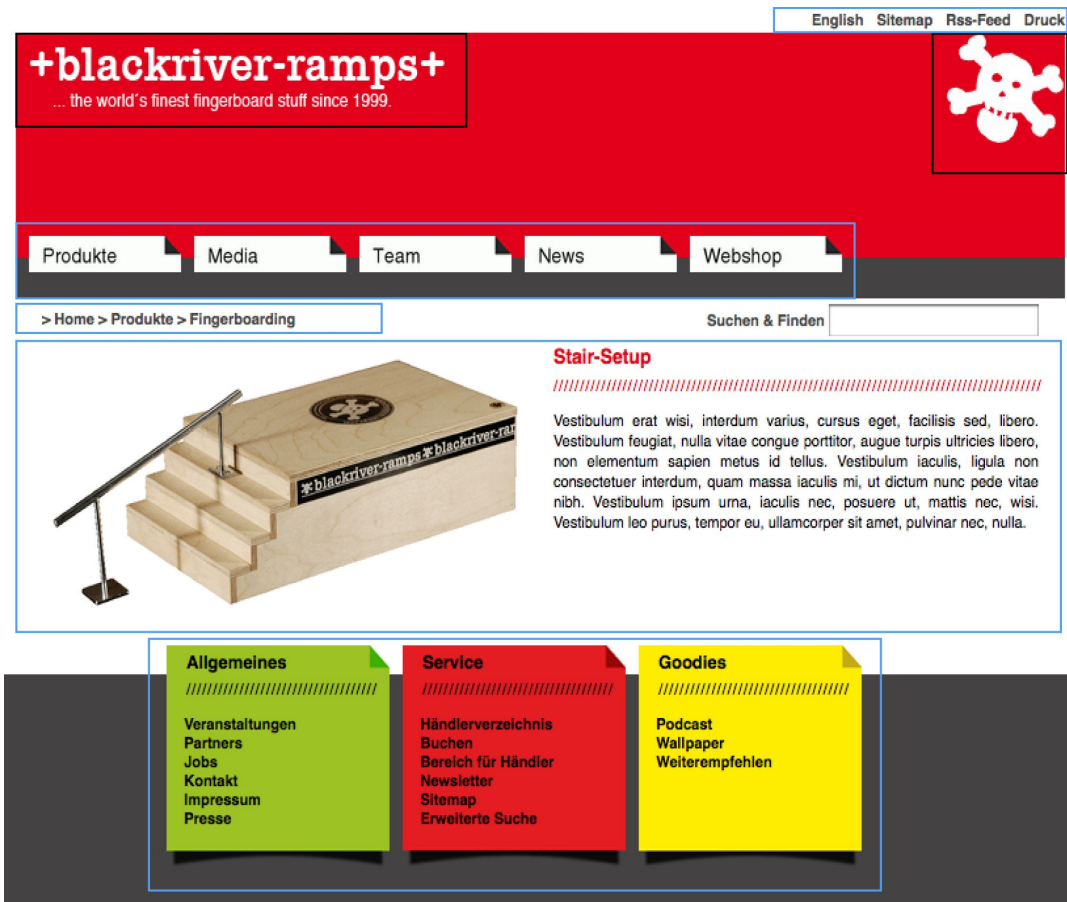 English Sitemap Rss-Feed Druck
+blackriver-ramps+
... the world´s finest fingerboard stuff since 1999.
Produkte Media Team News Webshop
> Home > Produkte > Fingerboarding
Suchen & Finden
blackriver-ramps blackriver-ram
Stair-Setup
Vestibulum erat wisi, interdum varius, cursus eget, facilisis sed, libero.
Vestibulum feugiat, nulla vitae congue porttitor, augue turpis ultricies libero,
non elementum sapien metus id tellus. Vestibulum iaculis, ligula non
consectetuer interdum, quam massa iaculis mi, ut dictum nunc pede vitae
nibh. Vestibulum ipsum urna, iaculis nec, posuere ut, mattis nec, wisi.
Vestibulum leo purus, tempor eu, ullamcorper sit amet, pulvinar nec, nulla.
Allgemeines
Veranstaltungen
Partners
Jobs
Kontakt
Impressum
Presse
Service
Händlerverzeichnis
Buchen
Bereich für Händler
Newsletter
Sitemap
Erweiterte Suche
Goodies
Podcast
Wallpaper
Weiterempfehlen